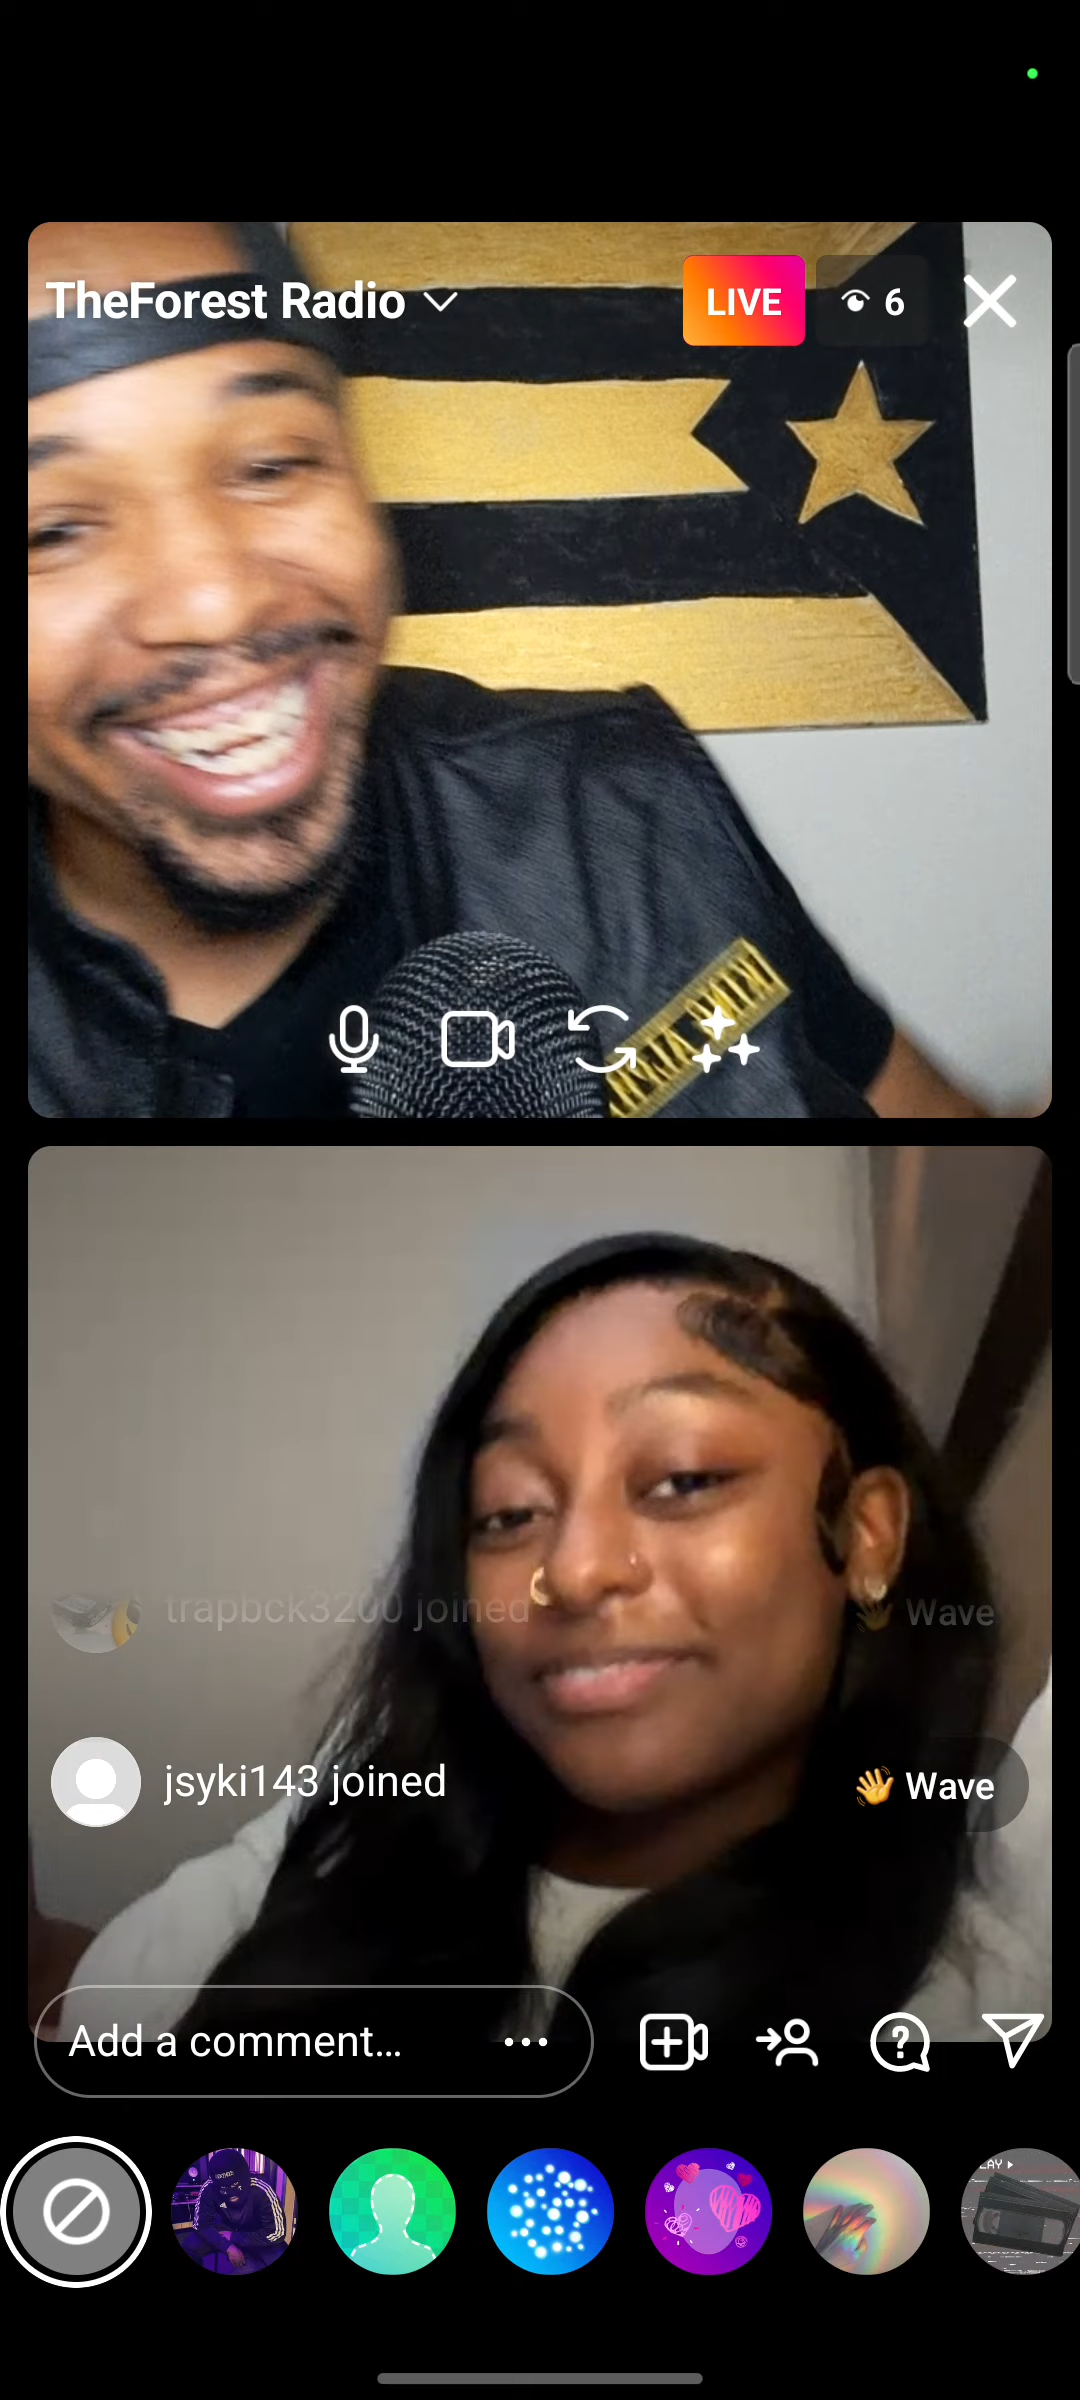 TheForest Radio
LIVE
6
trapbck3200 joined
Wave
jsyki143 joined
Wave
Add a comment...